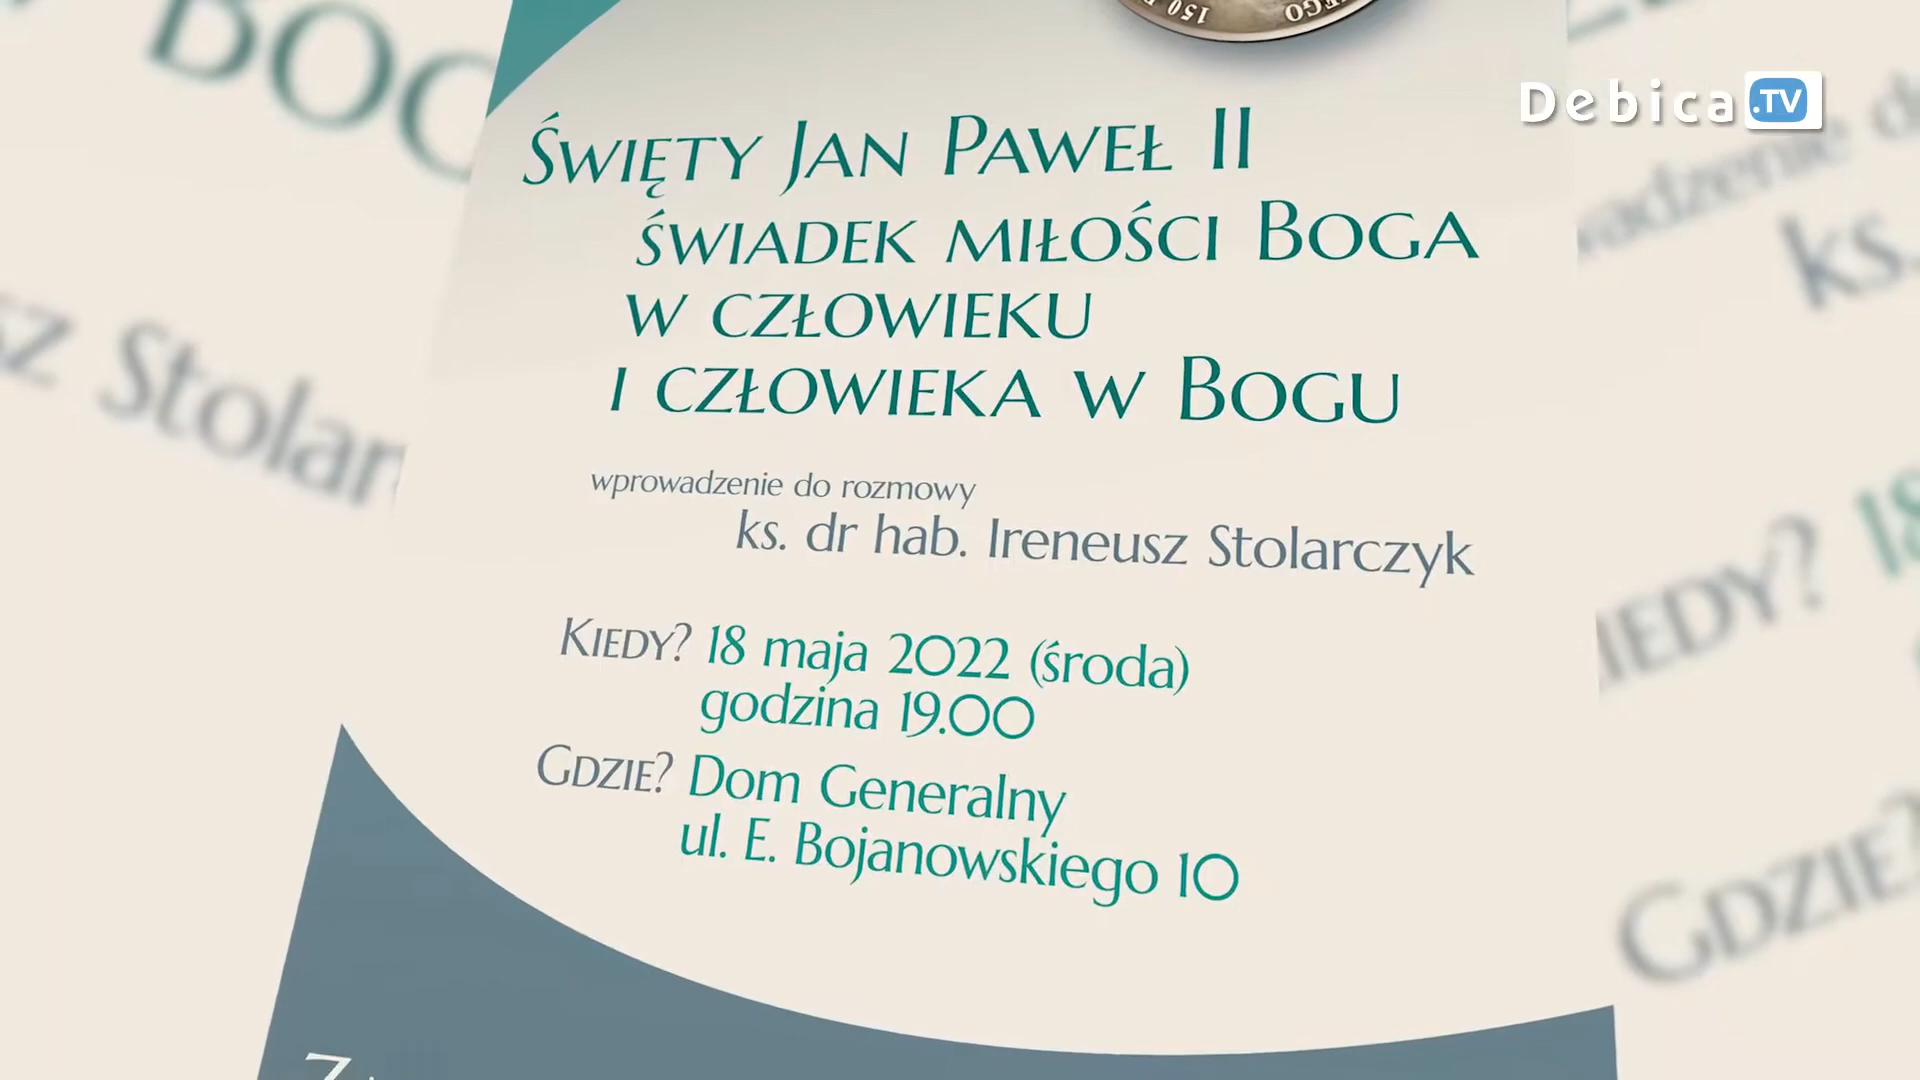 Debica.TV
Święty Jan Paweł II
świadek miłości Boga
w człowieku
i człowieka w Bogu
wprowadzenie do rozmowy
ks. dr hab. Ireneusz Stolarczyk
Kiedy? 18 maja 2022 (środa)
godzina 19.00
Gdzie? Dom Generalny
ul. E. Bojanowskiego 10
150